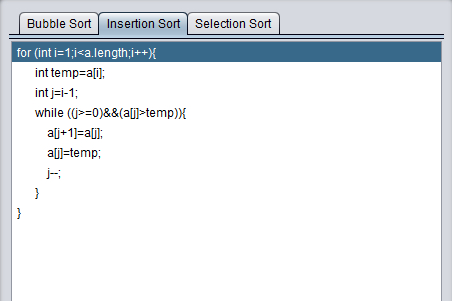 Bubble Sort Insertion Sort Selection Sort
for (int i=1;i<a.length;i++){
int temp=a[i];
int j=i-1;
while ((j>=0)&&(a[j]>temp)){
a[j+1]=a[j];
a[j]=temp;
j--;
}
}